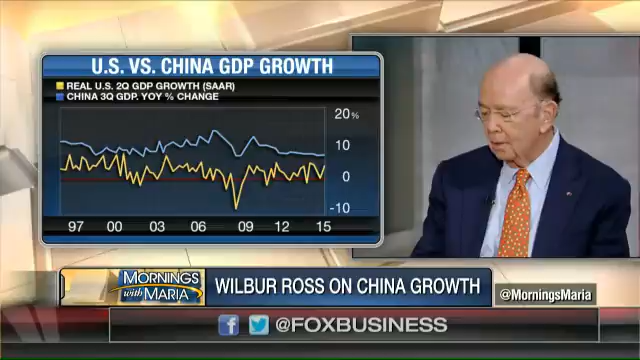 U.S. VS. CHINA GDP GROWTH
REAL U.S. 2Q GDP GROWTH (SAAR)
CHINA 3Q GDP. YOY % CHANGE
20%
10
0
-10
97 00 03 06 09 12 15
MORNINGS
with MARIA
WILBUR ROSS ON CHINA GROWTH
@MorningsMaria
@FOXBUSINESS